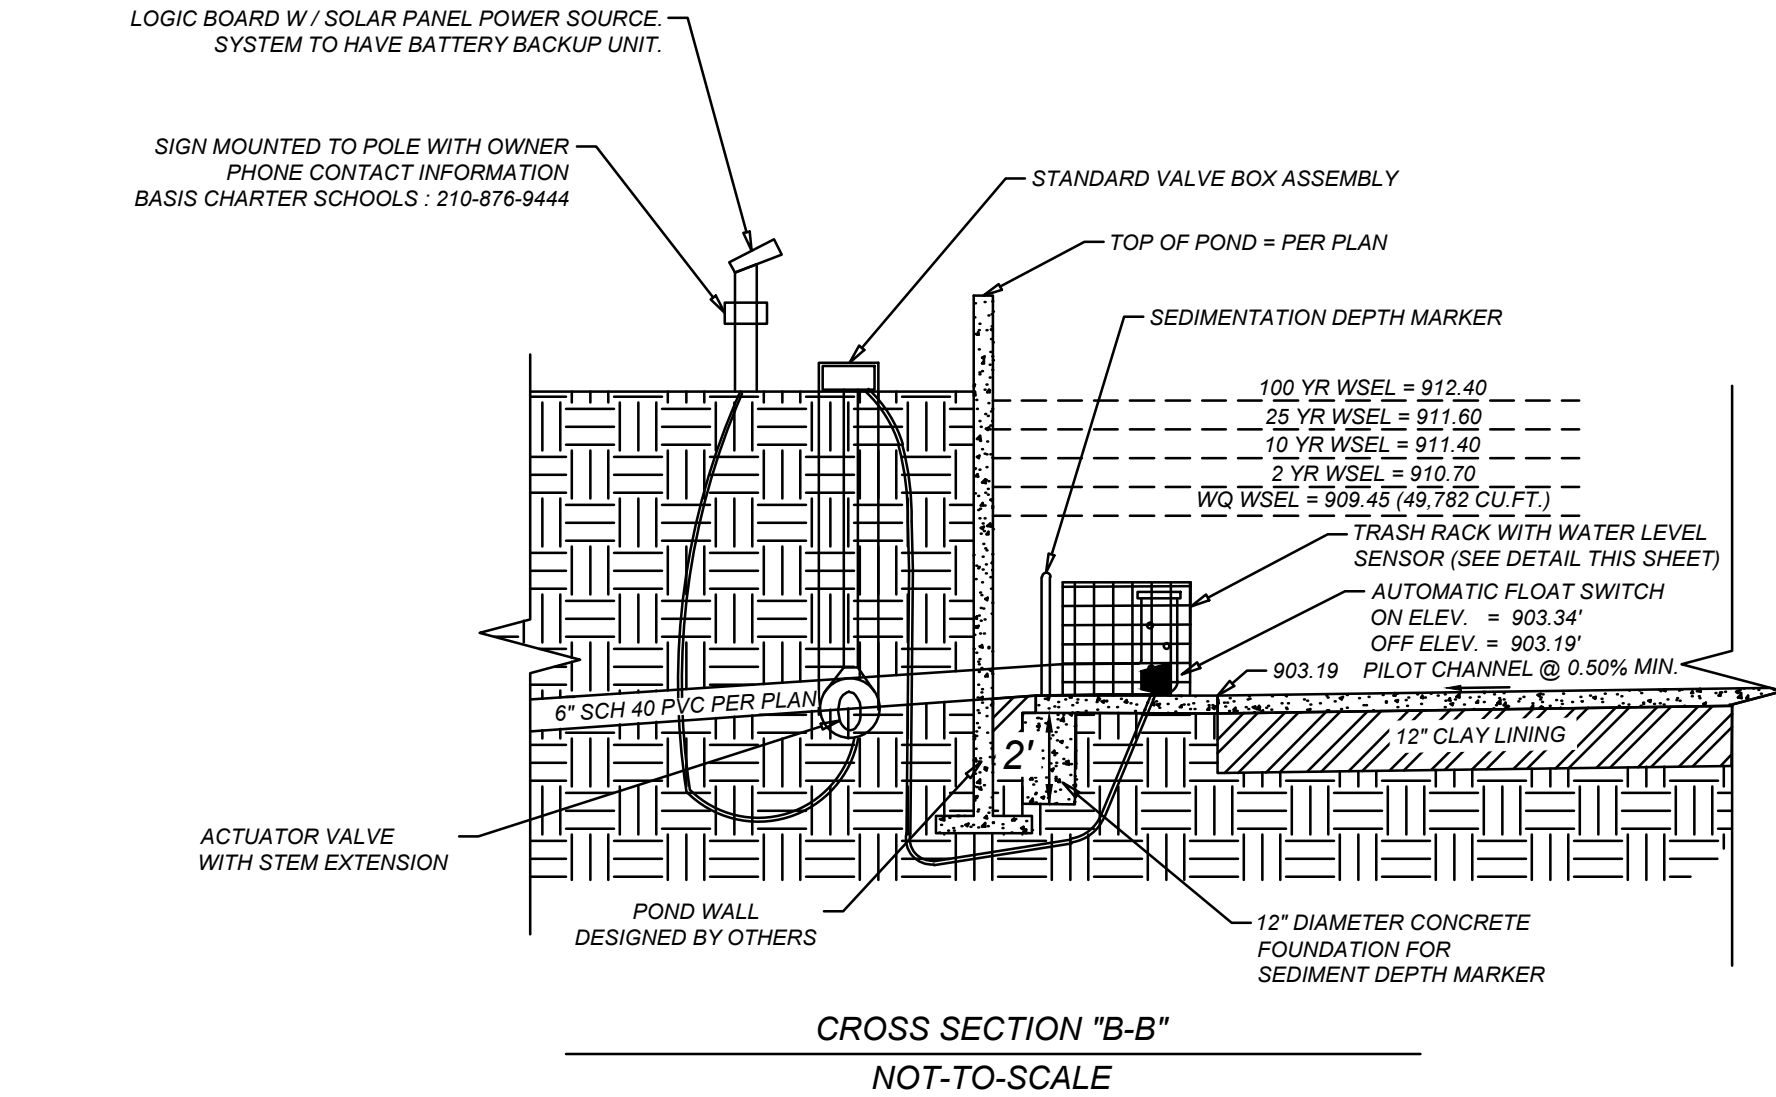 LOGIC BOARD W / SOLAR PANEL POWER SOURCE.
SYSTEM TO HAVE BATTERY BACKUP UNIT.
SIGN MOUNTED TO POLE WITH OWNER
PHONE CONTACT INFORMATION
BASIS CHARTER SCHOOLS : 210-876-9444
STANDARD VALVE BOX ASSEMBLY
TOP OF POND = PER PLAN
SEDIMENTATION DEPTH MARKER
100 YR WSEL = 912.40
25 YR WSEL = 911.60
10 YR WSEL = 911.40
2 YR WSEL = 910.70
WQ WSEL = 909.45 (49,782 CU.FT.)
TRASH RACK WITH WATER LEVEL
SENSOR (SEE DETAIL THIS SHEET)
AUTOMATIC FLOAT SWITCH
ON ELEV. = 903.34'
OFF ELEV. = 903.19'
903.19
PILOT CHANNEL @ 0.50% MIN.
6" SCH 40 PVC PER PLAN
2'
12" CLAY LINING
ACTUATOR VALVE
WITH STEM EXTENSION
POND WALL
DESIGNED BY OTHERS
12" DIAMETER CONCRETE
FOUNDATION FOR
SEDIMENT DEPTH MARKER
CROSS SECTION "B-B"
NOT-TO-SCALE